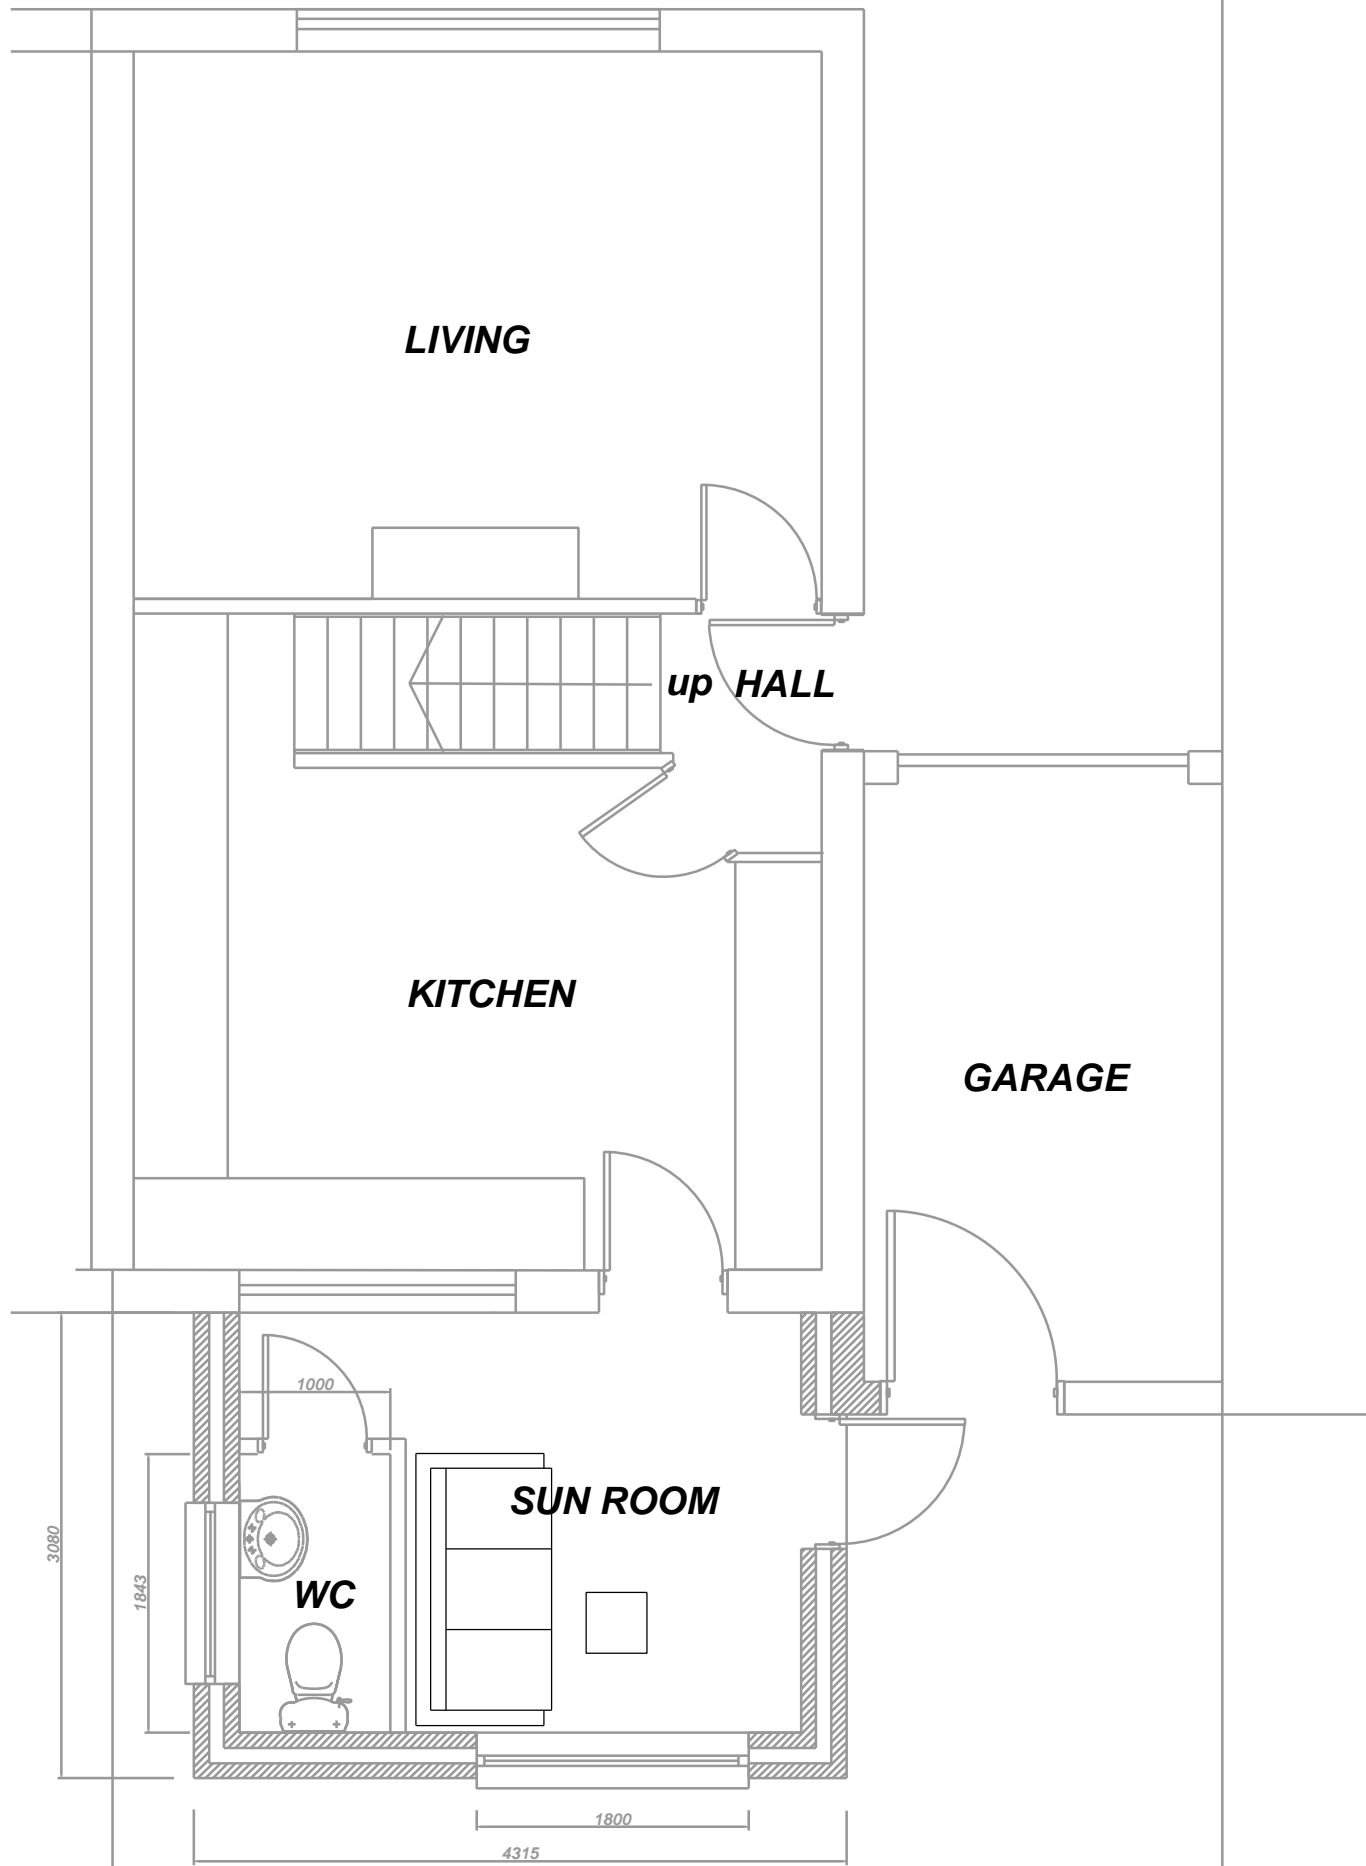 LIVING
up HALL
KITCHEN
GARAGE
1000
SUN ROOM
3080
1843
WC
1800
4315